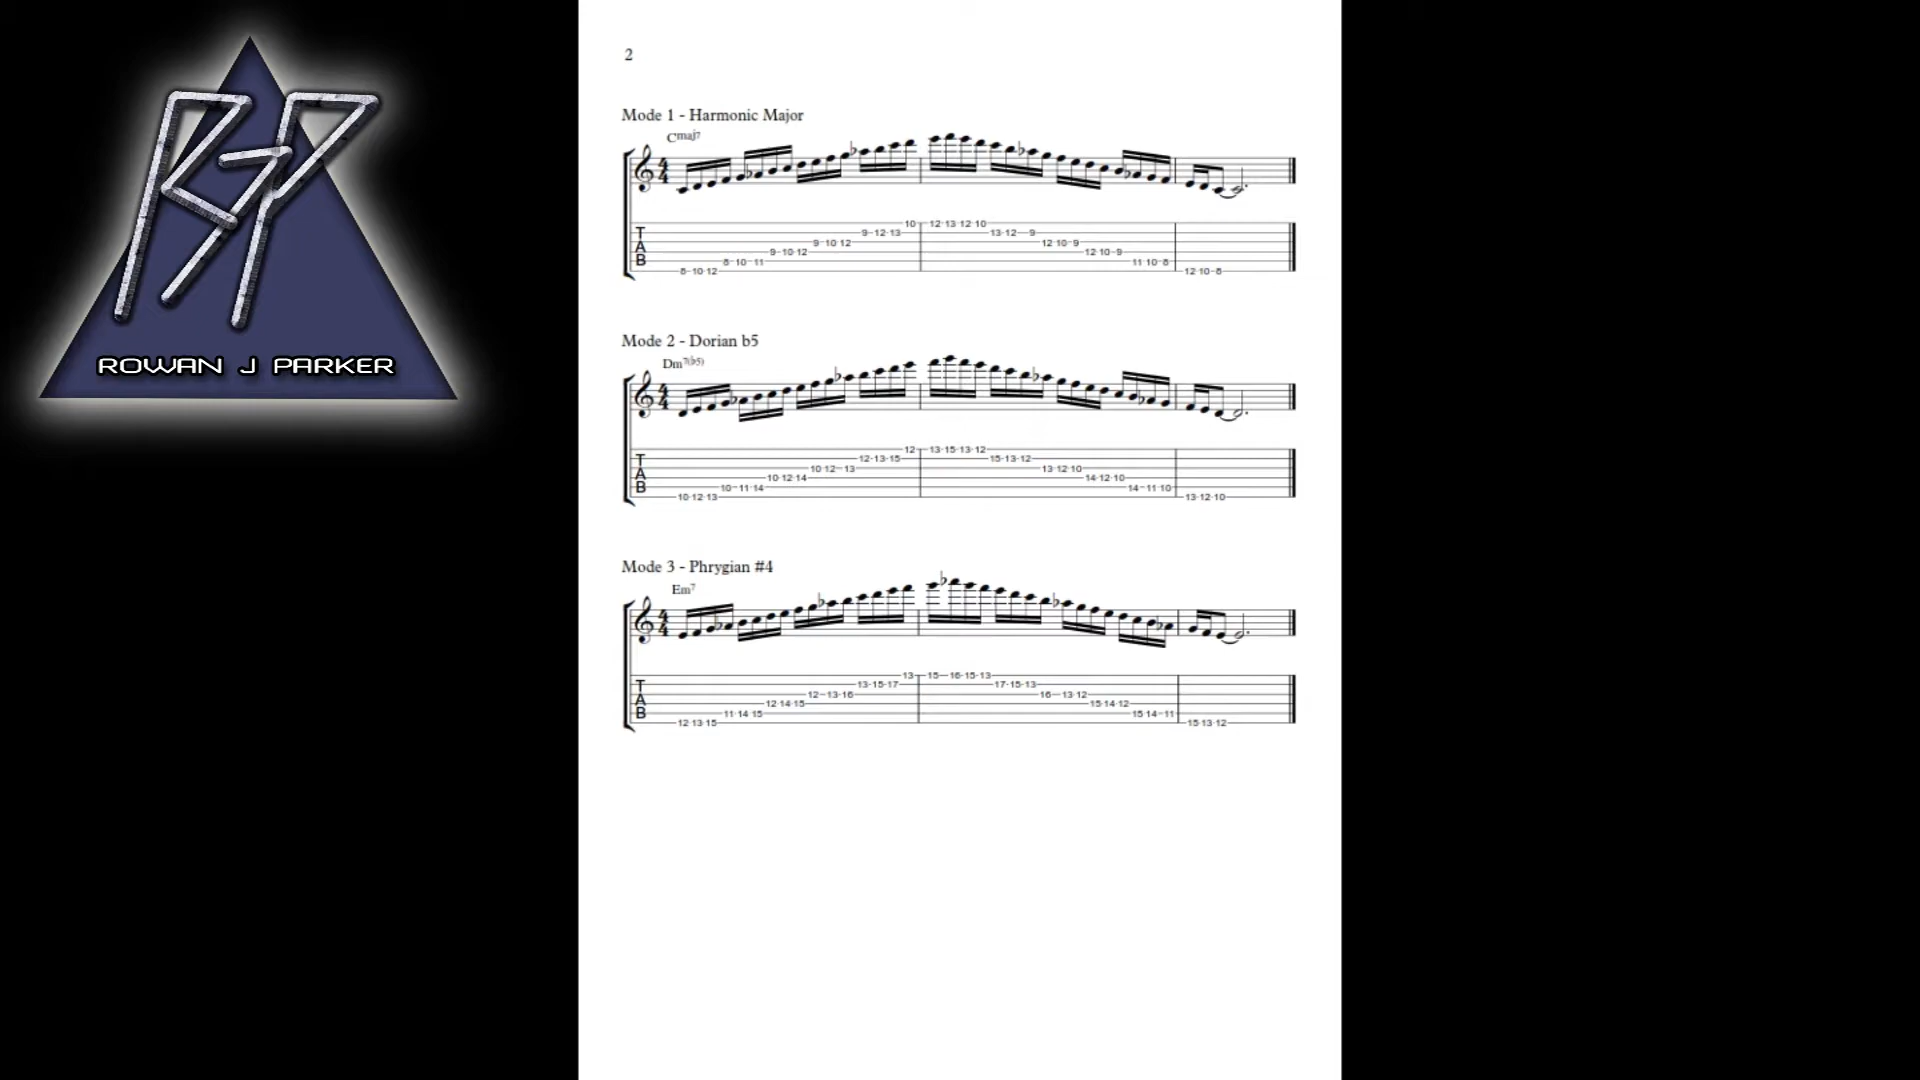 ROWAN J PARKER
2
Mode 1 - Harmonic Major
Cmaj7
4
4
T
A
B
10 12 13 12 10
9 12 13 13 12 9
9 10 12 12 10 9
9 10 12 12 10 9
8 10 11 11 10 8
8 10 12 12 10 8
Mode 2 - Dorian b5
Dm7(b5)
4
4
T
A
B
12 13 15 13 12
12 13 15 15 13 12
10 12 13 13 12 10
10 12 14 14 12 10
10 11 14 14 11 10
10 12 13 13 12 10
Mode 3 - Phrygian #4
Em7
4
4
T
A
B
13 15 16 15 13
13 15 17 17 15 13
12 13 16 16 13 12
12 14 15 15 14 12
11 14 15 15 14 11
12 13 15 15 13 12